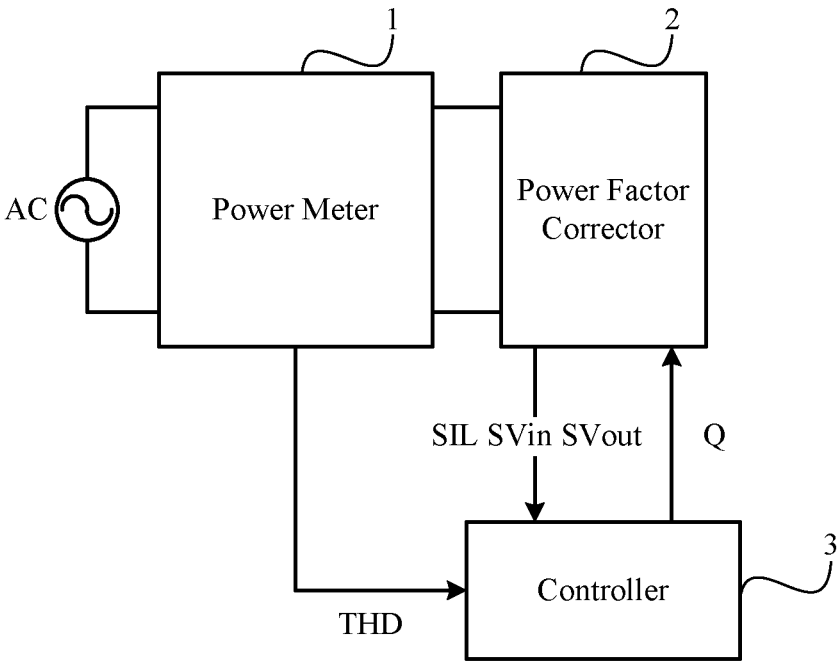 1
2
AC
Power Meter
Power Factor
Corrector
SIL SVin SVout
Q
3
Controller
THD